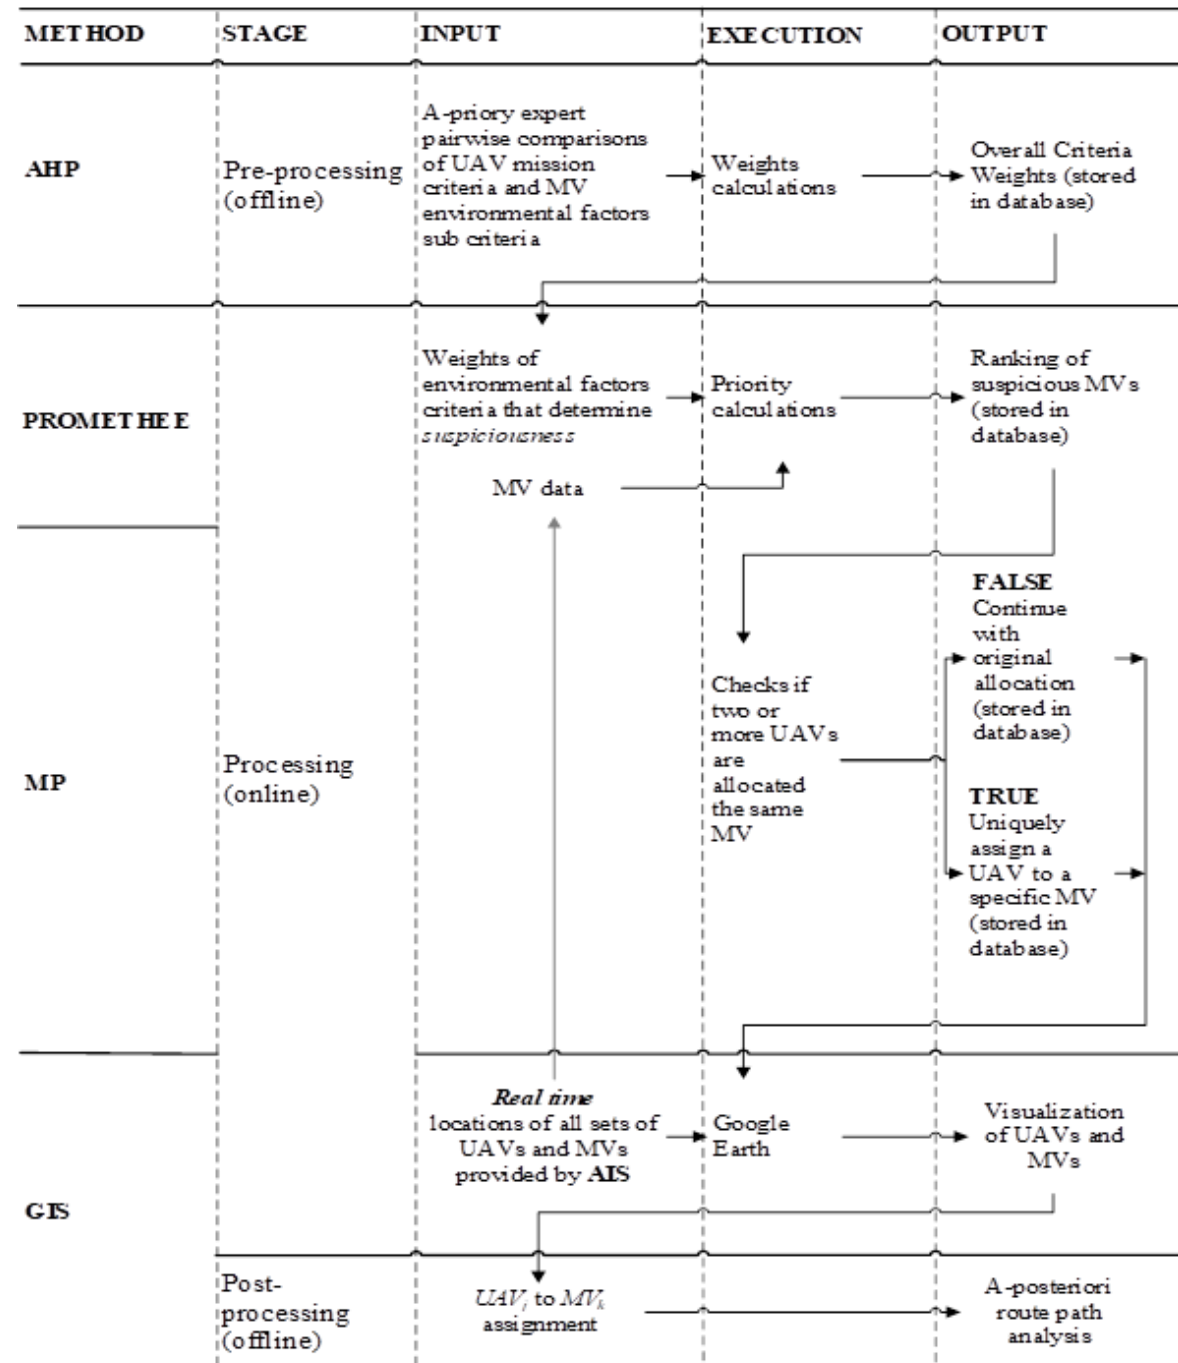 METHOD STAGE INPUT EXECUTION OUTPUT
AHP
Pre-processing
(offline)
A-priory expert
pairwise comparisons
of UAV mission
criteria and MV
environmental factors
sub criteria
Weights
calculations
Overall Criteria
Weights (stored
in database)
PROMETHEE
Weights of
environmental factors
criteria that determine
suspiciousness
MV data
Priority
calculations
Ranking of
suspicious MVs
(stored in
database)
MP
Processing
(online)
Checks if
two or
more UAVs
are
allocated
the same
MV
FALSE
Continue
with
original
allocation
(stored in
database)
TRUE
Uniquely
assign a
UAV to a
specific MV
(stored in
database)
GIS
Real time
locations of all sets of
UAVs and MVs
provided by AIS
Google
Earth
Visualization
of UAVs and
MVs
Post-
processing
(offline)
UAVj to MVk
assignment
A-posteriori
route path
analysis